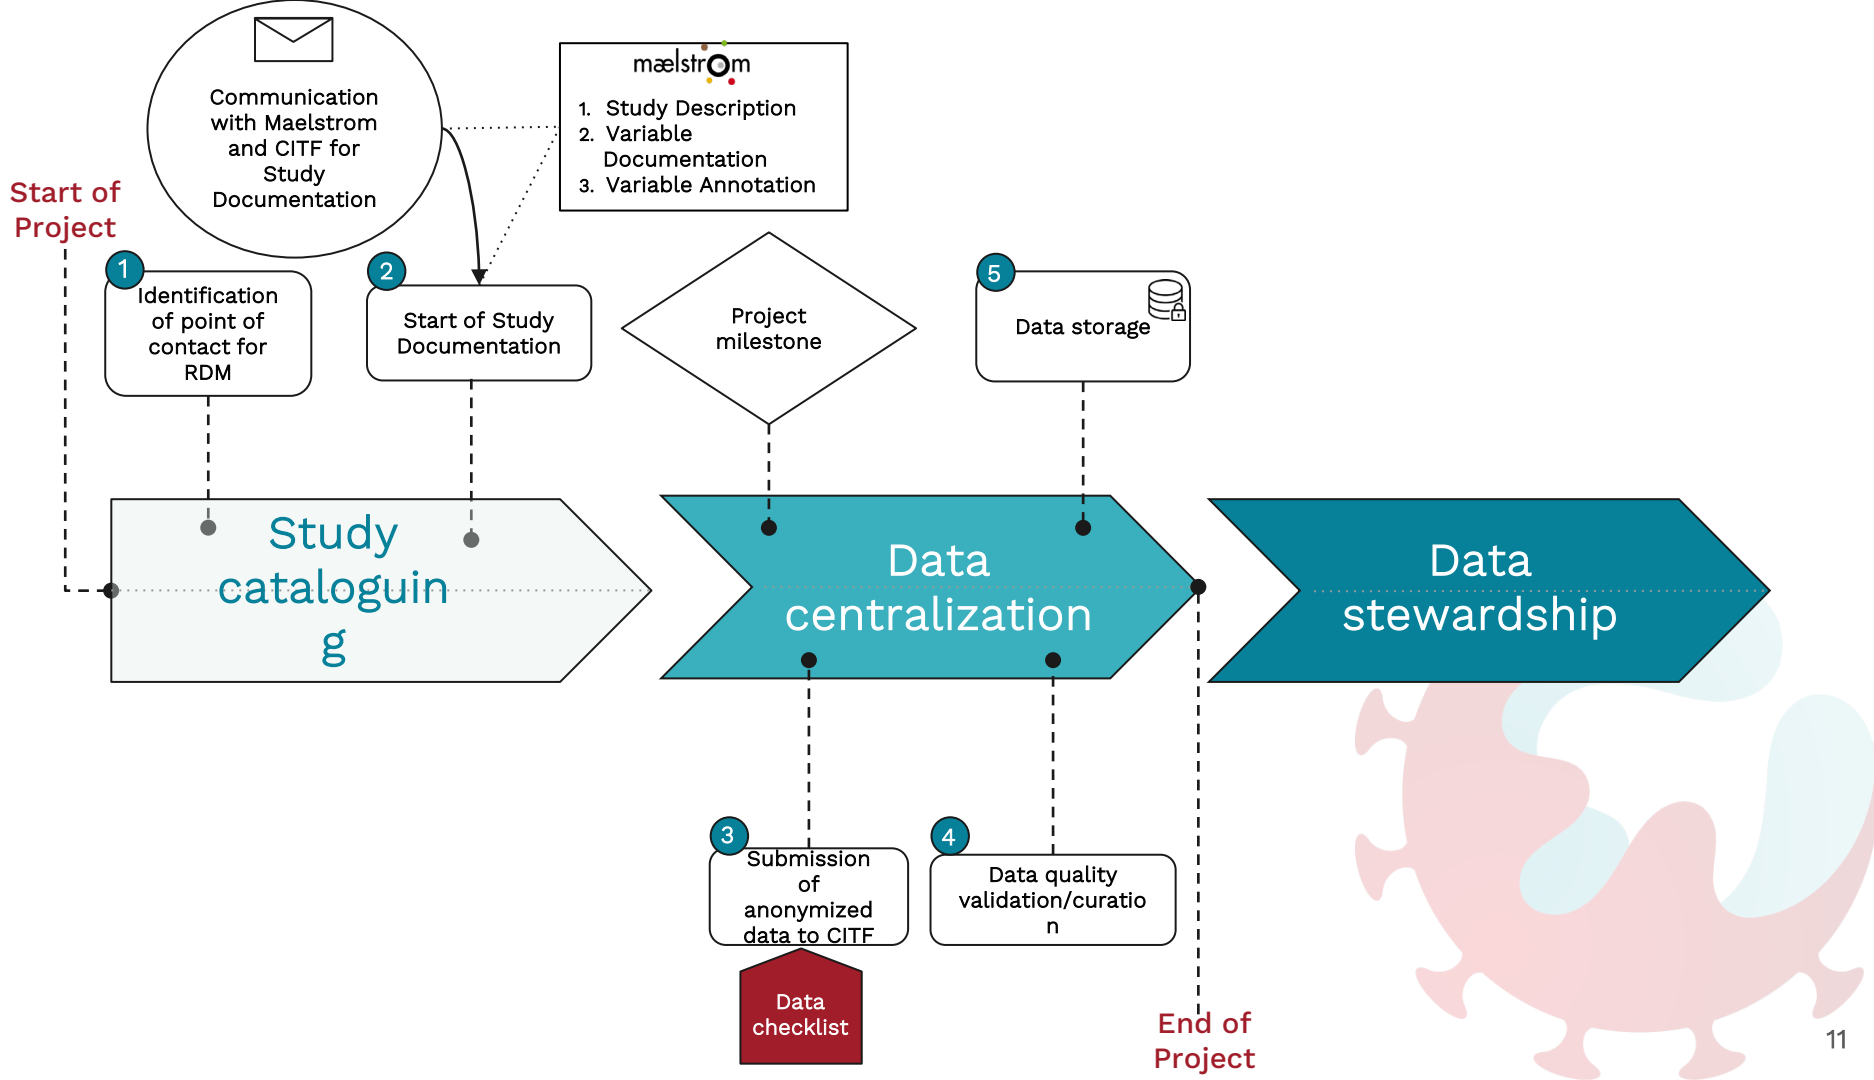 Communication
with Maelstrom
and CITF for
Study
Documentation
mælstrom
1. Study Description
2. Variable
Documentation
3. Variable Annotation
Start of
Project
1
Identification
of point of
contact for
RDM
2
Start of Study
Documentation
Project
milestone
5
Data storage
Study
cataloguin
g
Data
centralization
Data
stewardship
3
Submission
of
anonymized
data to CITF
4
Data quality
validation/curatio
n
Data
checklist
End of
Project
11